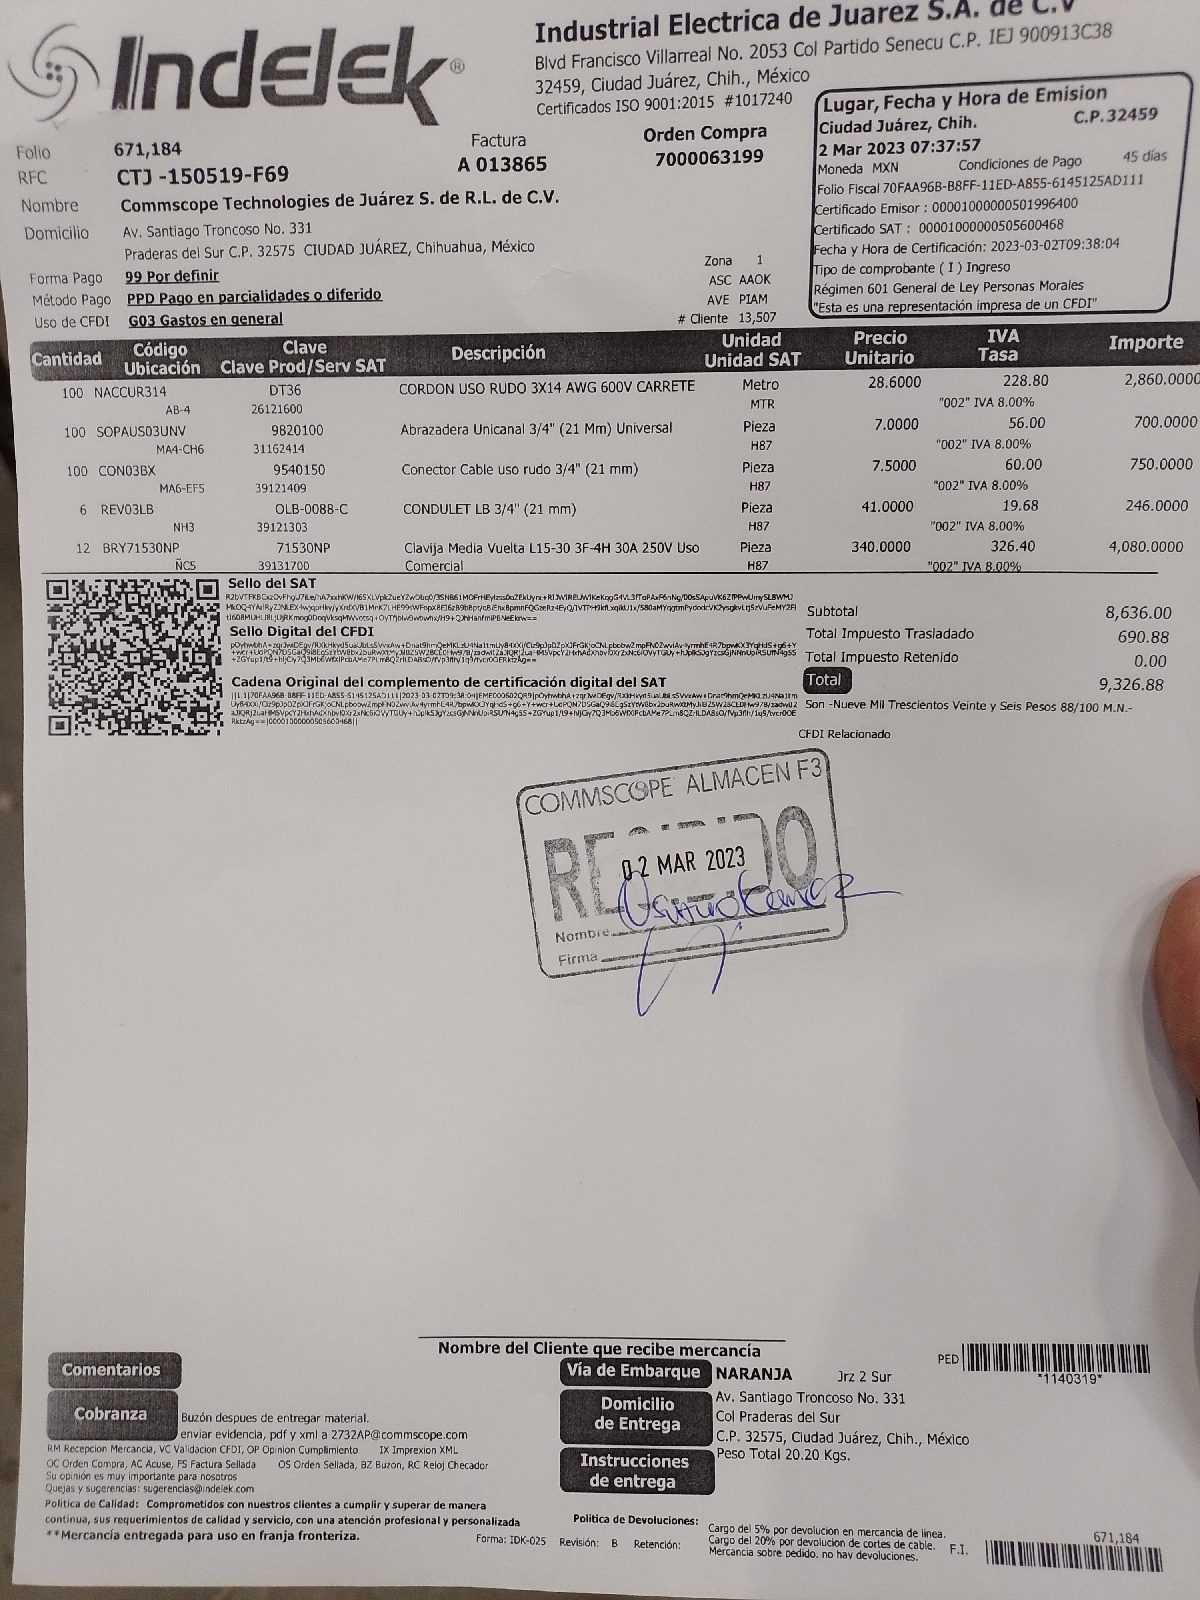 Indelek®
Industrial Electrica de Juarez S.A. de C.V
Blvd Francisco Villarreal No. 2053 Col Partido Senecu C.P. IEJ 900913C38
32459, Ciudad Juárez, Chih., México
Certificados ISO 9001:2015 #1017240
Lugar, Fecha y Hora de Emision
Ciudad Juárez, Chih. C.P.32459
2 Mar 2023 07:37:57
Moneda MXN Condiciones de Pago 45 días
Folio Fiscal 70FAA96B-B8FF-11ED-A855-6145125AD111
Certificado Emisor : 00001000000501996400
Certificado SAT : 00001000000505600468
Fecha y Hora de Certificación: 2023-03-02T09:38:04
Tipo de comprobante ( I ) Ingreso
Régimen 601 General de Ley Personas Morales
"Esta es una representación impresa de un CFDI"
Folio 671,184
Factura
A 013865
Orden Compra
7000063199
RFC CTJ -150519-F69
Nombre Commscope Technologies de Juárez S. de R.L. de C.V.
Domicilio Av. Santiago Troncoso No. 331
Praderas del Sur C.P. 32575 CIUDAD JUÁREZ, Chihuahua, México
Forma Pago 99 Por definir
Método Pago PPD Pago en parcialidades o diferido
Uso de CFDI G03 Gastos en general
Zona 1
ASC AAOK
AVE PIAM
# Cliente 13,507
Cantidad Código Ubicación Clave Clave Prod/Serv SAT Descripción Unidad Unidad SAT Precio Unitario IVA Tasa Importe
100 NACCUR314 DT36 CORDON USO RUDO 3X14 AWG 600V CARRETE Metro 28.6000 228.80 2,860.0000
AB-4 26121600 MTR "002" IVA 8.00%
100 SOPAUS03UNV 9820100 Abrazadera Unicanal 3/4" (21 Mm) Universal Pieza 7.0000 56.00 700.0000
MA4-CH6 31162414 H87 "002" IVA 8.00%
100 CON03BX 9540150 Conector Cable uso rudo 3/4" (21 mm) Pieza 7.5000 60.00 750.0000
MA6-EF5 39121409 H87 "002" IVA 8.00%
6 REV03LB OLB-0088-C CONDULET LB 3/4" (21 mm) Pieza 41.0000 19.68 246.0000
NH3 39121303 H87 "002" IVA 8.00%
12 BRY71530NP 71530NP Clavija Media Vuelta L15-30 3F-4H 30A 250V Uso Pieza 340.0000 326.40 4,080.0000
ÑC5 39131700 Comercial H87 "002" IVA 8.00%
Sello del SAT
Sello Digital del CFDI
Cadena Original del complemento de certificación digital del SAT
Subtotal 8,636.00
Total Impuesto Trasladado 690.88
Total Impuesto Retenido 0.00
Total 9,326.88
Son -Nueve Mil Trescientos Veinte y Seis Pesos 88/100 M.N.-
CFDI Relacionado
COMMSCOPE ALMACEN F3
RECIBIDO
02 MAR 2023
Nombre
Firma
Nombre del Cliente que recibe mercancía
Comentarios
Cobranza
Buzón despues de entregar material.
enviar evidencia, pdf y xml a 2732AP@commscope.com
RM Recepcion Mercancia, VC Validacion CFDI, OP Opinion Cumplimiento IX Imprexion XML
OC Orden Compra, AC Acuse, FS Factura Sellada OS Orden Sellada, BZ Buzon, RC Reloj Checador
Su opinión es muy importante para nosotros
Quejas y sugerencias: sugerencias@indelek.com
Politica de Calidad: Comprometidos con nuestros clientes a cumplir y superar de manera
continua, sus requerimientos de calidad y servicio, con una atención profesional y personalizada
**Mercancía entregada para uso en franja fronteriza.
Vía de Embarque NARANJA Jrz 2 Sur
Domicilio de Entrega
Av. Santiago Troncoso No. 331
Col Praderas del Sur
C.P. 32575, Ciudad Juárez, Chih., México
Instrucciones de entrega
Peso Total 20.20 Kgs.
PED
*1140319*
Forma: IDK-025 Revisión: B Retención:
Politica de Devoluciones:
Cargo del 5% por devolucion en mercancia de linea.
Cargo del 20% por devolucion de cortes de cable.
Mercancia sobre pedido, no hay devoluciones.
F.I.
671,184